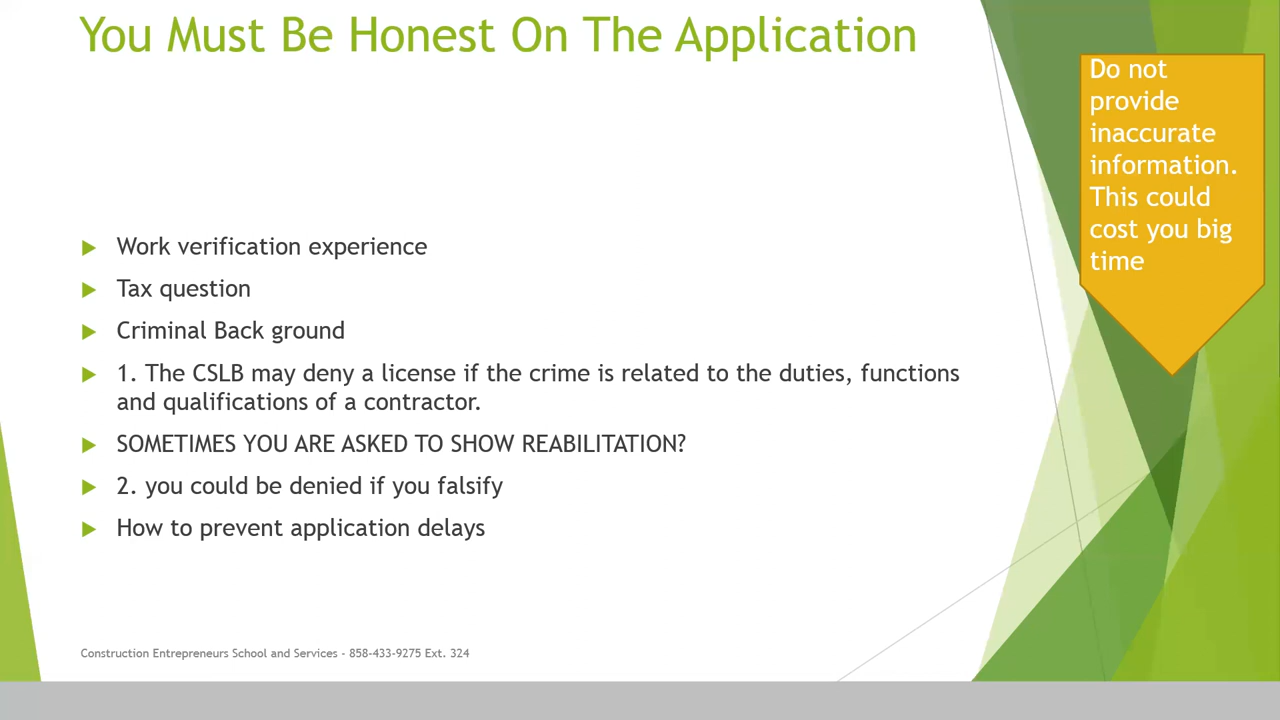 You Must Be Honest On The Application
Do not
provide
inaccurate
information.
This could
cost you big
time
Work verification experience
Tax question
Criminal Back ground
1. The CSLB may deny a license if the crime is related to the duties, functions
and qualifications of a contractor.
SOMETIMES YOU ARE ASKED TO SHOW REABILITATION?
2. you could be denied if you falsify
How to prevent application delays
Construction Entrepreneurs School and Services - 858-433-9275 Ext. 324